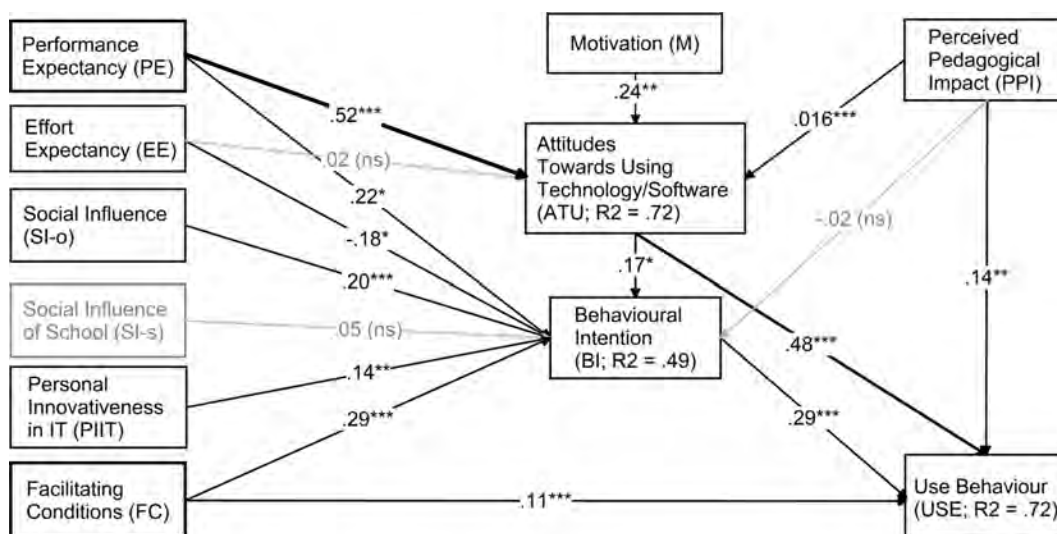 Performance
Expectancy (PE)
Motivation (M)
Perceived
Pedagogical
Impact (PPI)
.24**
.52***
.016***
Effort
Expectancy (EE)
.02 (ns)
Attitudes
Towards Using
Technology/Software
(ATU; R2 = .72)
Social Influence
(SI-o)
.22*
-.18*
-.02 (ns)
.20***
.17*
.14**
Social Influence
of School (SI-s)
.05 (ns)
Behavioural
Intention
(BI; R2 = .49)
.48***
Personal
Innovativeness
in IT (PIIT)
.14**
.29***
.29***
Facilitating
Conditions (FC)
.11***
Use Behaviour
(USE; R2 = .72)